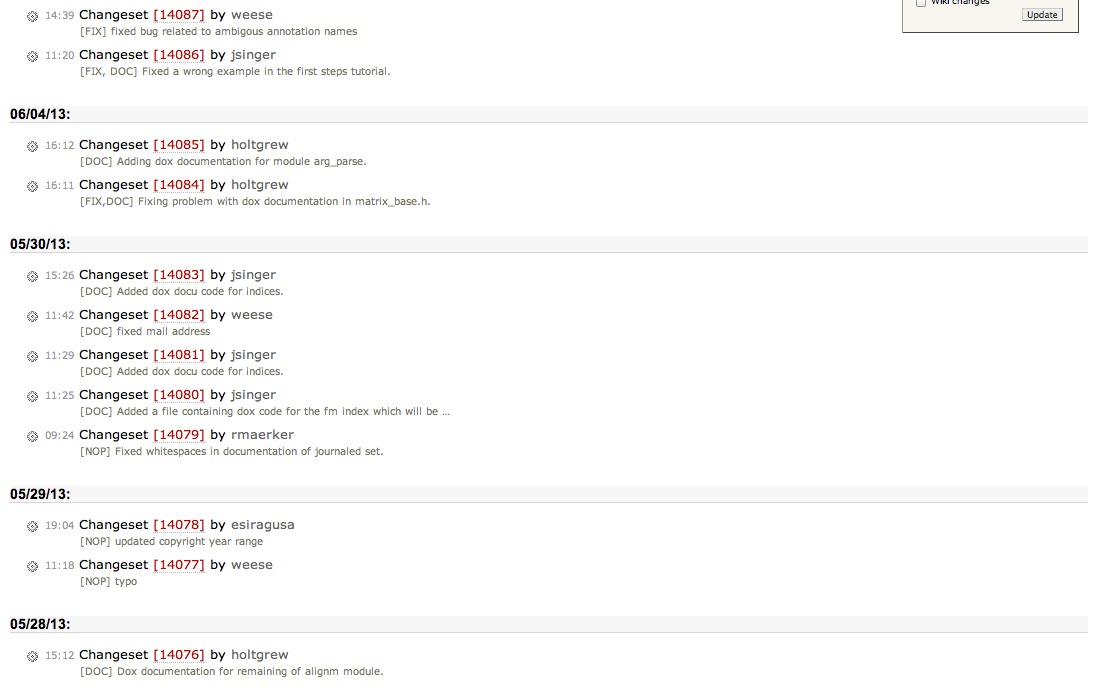 Wiki changes
Update
14:39 Changeset [14087] by weese
[FIX] fixed bug related to ambigous annotation names
11:20 Changeset [14086] by jsinger
[FIX, DOC] Fixed a wrong example in the first steps tutorial.
06/04/13:
16:12 Changeset [14085] by holtgrew
[DOC] Adding dox documentation for module arg_parse.
16:11 Changeset [14084] by holtgrew
[FIX,DOC] Fixing problem with dox documentation in matrix_base.h.
05/30/13:
15:26 Changeset [14083] by jsinger
[DOC] Added dox docu code for indices.
11:42 Changeset [14082] by weese
[DOC] fixed mail address
11:29 Changeset [14081] by jsinger
[DOC] Added dox docu code for indices.
11:25 Changeset [14080] by jsinger
[DOC] Added a file containing dox code for the fm index which will be ...
09:24 Changeset [14079] by rmaerker
[NOP] Fixed whitespaces in documentation of journaled set.
05/29/13:
19:04 Changeset [14078] by esiragusa
[NOP] updated copyright year range
11:18 Changeset [14077] by weese
[NOP] typo
05/28/13:
15:12 Changeset [14076] by holtgrew
[DOC] Dox documentation for remaining of alignm module.